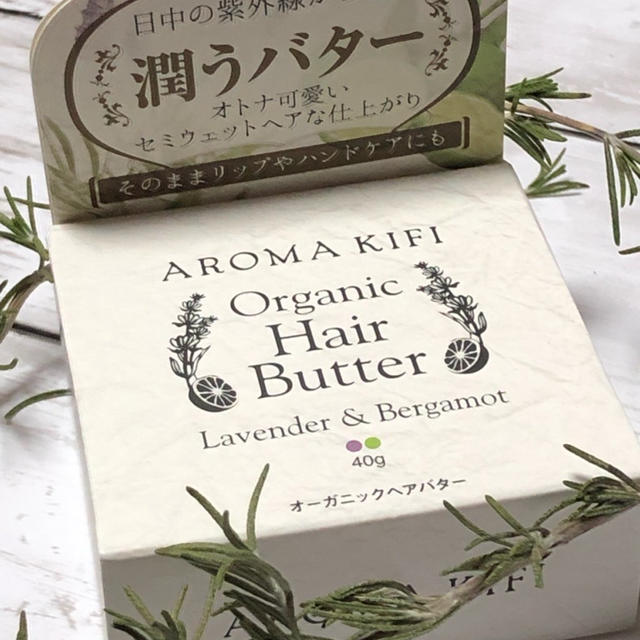 日中の紫外線か
潤うバター
オトナ可愛い
セミウェットヘアな仕上がり
そのままリップやハンドケアにも
AROMA KIFI
Organic
Hair
Butter
Lavender & Bergamot
40g
オーガニックヘアバター